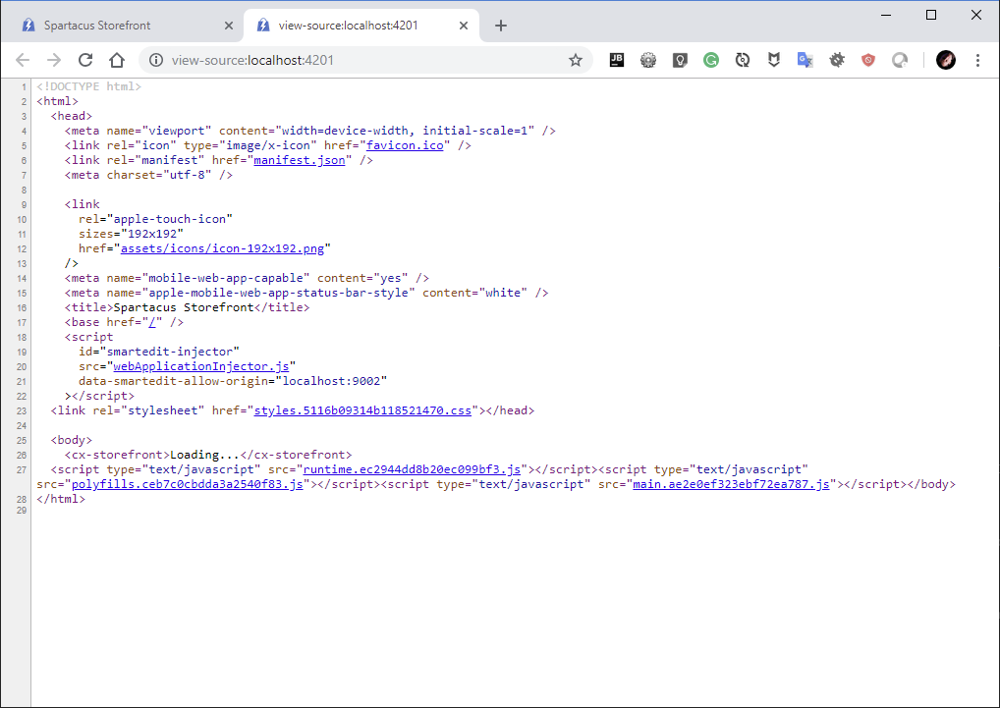 Spartacus Storefront
view-source:localhost:4201
view-source:localhost:4201
JB
1 <!DOCTYPE html>
2 <html>
3 <head>
4 <meta name="viewport" content="width=device-width, initial-scale=1" />
5 <link rel="icon" type="image/x-icon" href="favicon.ico" />
6 <link rel="manifest" href="manifest.json" />
7 <meta charset="utf-8" />
8
9 <link
10 rel="apple-touch-icon"
11 sizes="192x192"
12 href="assets/icons/icon-192x192.png"
13 />
14 <meta name="mobile-web-app-capable" content="yes" />
15 <meta name="apple-mobile-web-app-status-bar-style" content="white" />
16 <title>Spartacus Storefront</title>
17 <base href="/" />
18 <script
19 id="smartedit-injector"
20 src="webApplicationInjector.js"
21 data-smartedit-allow-origin="localhost:9002"
22 ></script>
23 <link rel="stylesheet" href="styles.5116b09314b118521470.css"></head>
24
25 <body>
26 <cx-storefront>Loading...</cx-storefront>
27 <script type="text/javascript" src="runtime.ec2944dd8b20ec099bf3.js"></script><script type="text/javascript"
src="polyfills.ceb7c0cbdda3a2540f83.js"></script><script type="text/javascript" src="main.ae2e0ef323ebf72ea787.js"></script></body>
28 </html>
29